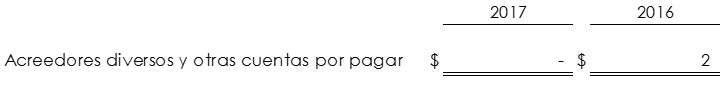 2017 2016
Acreedores diversos y otras cuentas por pagar $ - $ 2